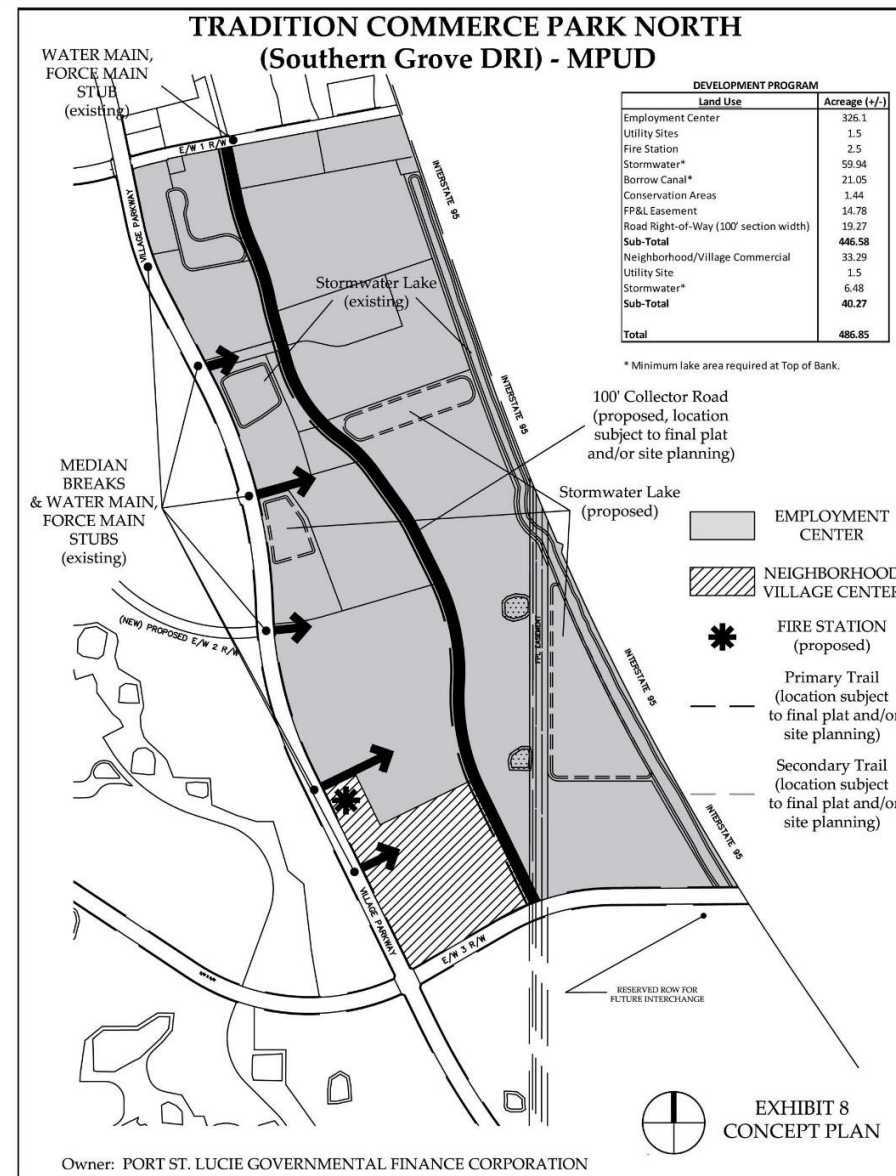 TRADITION COMMERCE PARK NORTH
(Southern Grove DRI) - MPUD
WATER MAIN,
FORCE MAIN
STUB
(existing)
DEVELOPMENT PROGRAM
Land Use Acreage (+/-)
Employment Center 326.1
Utility Sites 1.5
Fire Station 2.5
Stormwater* 59.94
Borrow Canal* 21.05
Conservation Areas 1.44
FP&L Easement 14.78
Road Right-of-Way (100' section width) 19.27
Sub-Total 446.58
Neighborhood/Village Commercial 33.29
Utility Site 1.5
Stormwater* 6.48
Sub-Total 40.27
Total 486.85
* Minimum lake area required at Top of Bank.
E/W 1 R/W
INTERSTATE 95
VILLAGE PARKWAY
Stormwater Lake
(existing)
INTERSTATE 95
100' Collector Road
(proposed, location
subject to final plat
and/or site planning)
MEDIAN
BREAKS
& WATER MAIN,
FORCE MAIN
STUBS
(existing)
Stormwater Lake
(proposed)
EMPLOYMENT
CENTER
NEIGHBORHOOD
VILLAGE CENTER
FIRE STATION
(proposed)
Primary Trail
(location subject
to final plat and/or
site planning)
Secondary Trail
(location subject
to final plat and/or
site planning)
(NEW) PROPOSED E/W 2 R/W
FPL EASEMENT
INTERSTATE 95
INTERSTATE 95
VILLAGE PARKWAY
E/W 3 R/W
RESERVED ROW FOR
FUTURE INTERCHANGE
EXHIBIT 8
CONCEPT PLAN
Owner: PORT ST. LUCIE GOVERNMENTAL FINANCE CORPORATION